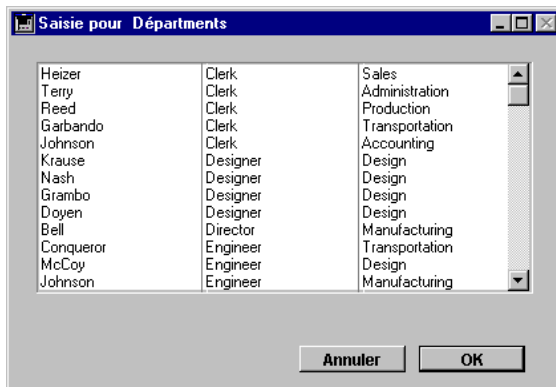 Saisie pour Départments
Heizer Clerk Sales
Terry Clerk Administration
Reed Clerk Production
Garbando Clerk Transportation
Johnson Clerk Accounting
Krause Designer Design
Nash Designer Design
Grambo Designer Design
Doyen Designer Design
Bell Director Manufacturing
Conqueror Engineer Transportation
McCoy Engineer Design
Johnson Engineer Manufacturing
Annuler OK